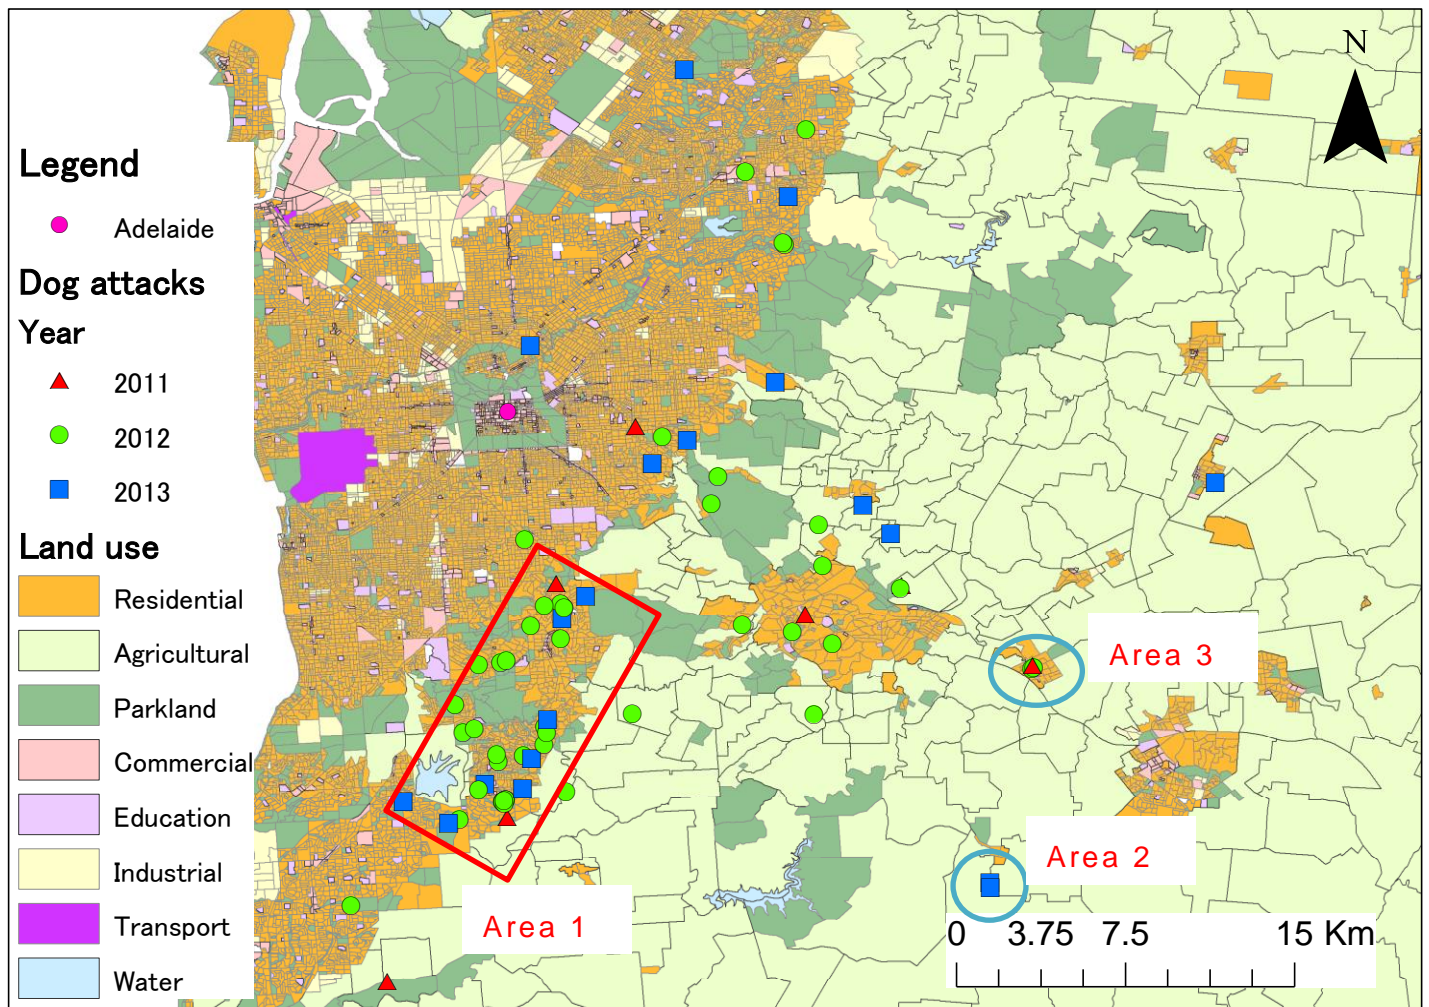 N
Legend
Adelaide
Dog attacks
Year
2011
2012
2013
Land use
Residential
Agricultural
Parkland
Commercial
Education
Industrial
Transport
Water
Area 3
Area 2
Area 1
0 3.75 7.5 15 Km